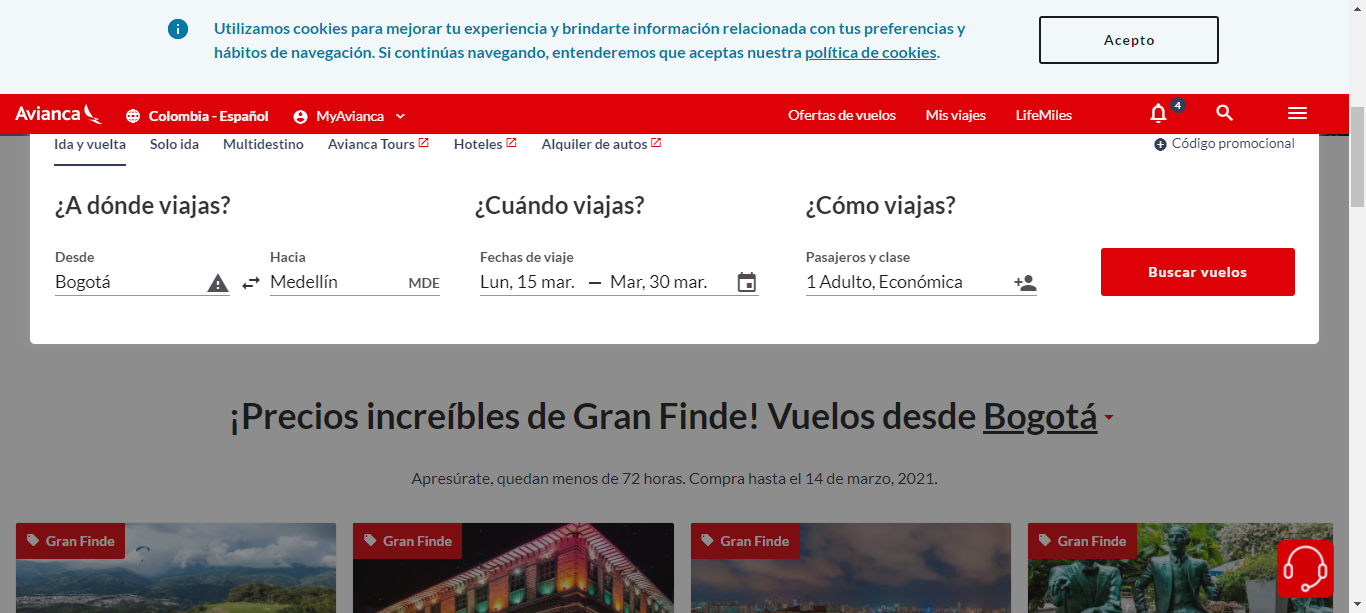 Utilizamos cookies para mejorar tu experiencia y brindarte información relacionada con tus preferencias y
hábitos de navegación. Si continúas navegando, entenderemos que aceptas nuestra política de cookies.
Acepto
Avianca Colombia - Español MyAvianca Ofertas de vuelos Mis viajes LifeMiles 4
Ida y vuelta Solo ida Multidestino Avianca Tours Hoteles Alquiler de autos Código promocional
¿A dónde viajas? ¿Cuándo viajas? ¿Cómo viajas?
Desde Hacia Fechas de viaje Pasajeros y clase
Bogotá Medellín MDE Lun, 15 mar. — Mar, 30 mar. 1 Adulto, Económica
Buscar vuelos
¡Precios increíbles de Gran Finde! Vuelos desde Bogotá
Apresúrate, quedan menos de 72 horas. Compra hasta el 14 de marzo, 2021.
Gran Finde Gran Finde Gran Finde Gran Finde